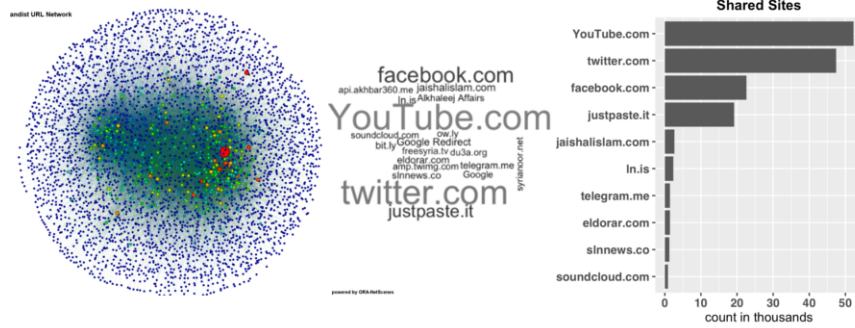 andist URL Network
facebook.com
api.akhbar360.me jaishalislam.com
ln.is Alkhaleej Affairs
YouTube.com
soundcloud.com ow.ly
bit.ly Google Redirect
freesyria.tv du3a.org
eldorar.com
amp.twimg.com telegram.me
slnnews.co Google
syrianoor.net
twitter.com
justpaste.it
powered by ORA-NetScenes
Shared Sites
YouTube.com
twitter.com
facebook.com
justpaste.it
jaishalislam.com
ln.is
telegram.me
eldorar.com
slnnews.co
soundcloud.com
0 10 20 30 40 50
count in thousands